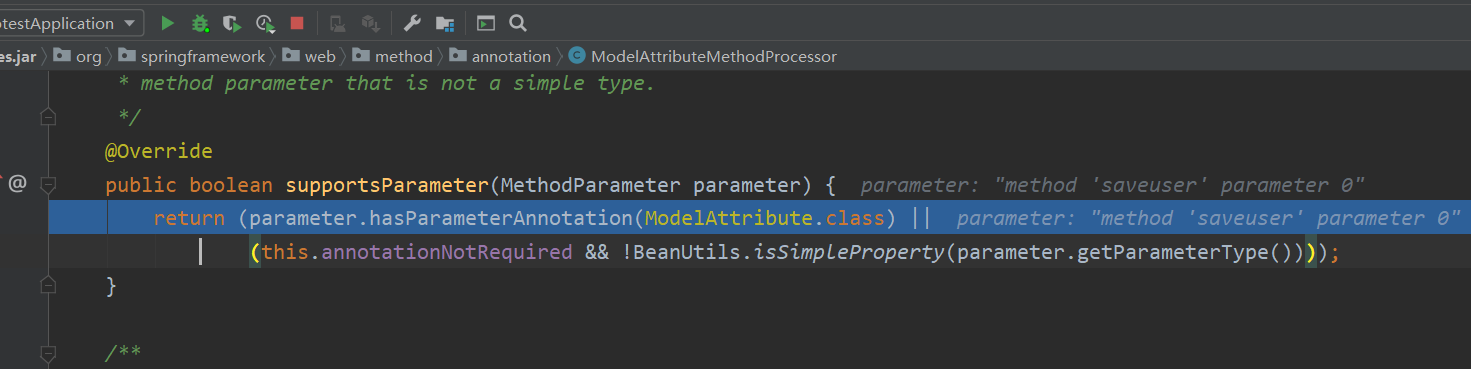 otestApplication
es.jar org springframework web method annotation ModelAttributeMethodProcessor
* method parameter that is not a simple type.
*/
@Override
@ public boolean supportsParameter(MethodParameter parameter) { parameter: "method 'saveuser' parameter 0"
return (parameter.hasParameterAnnotation(ModelAttribute.class) || parameter: "method 'saveuser' parameter 0"
(this.annotationNotRequired && !BeanUtils.isSimpleProperty(parameter.getParameterType())));
}
/**